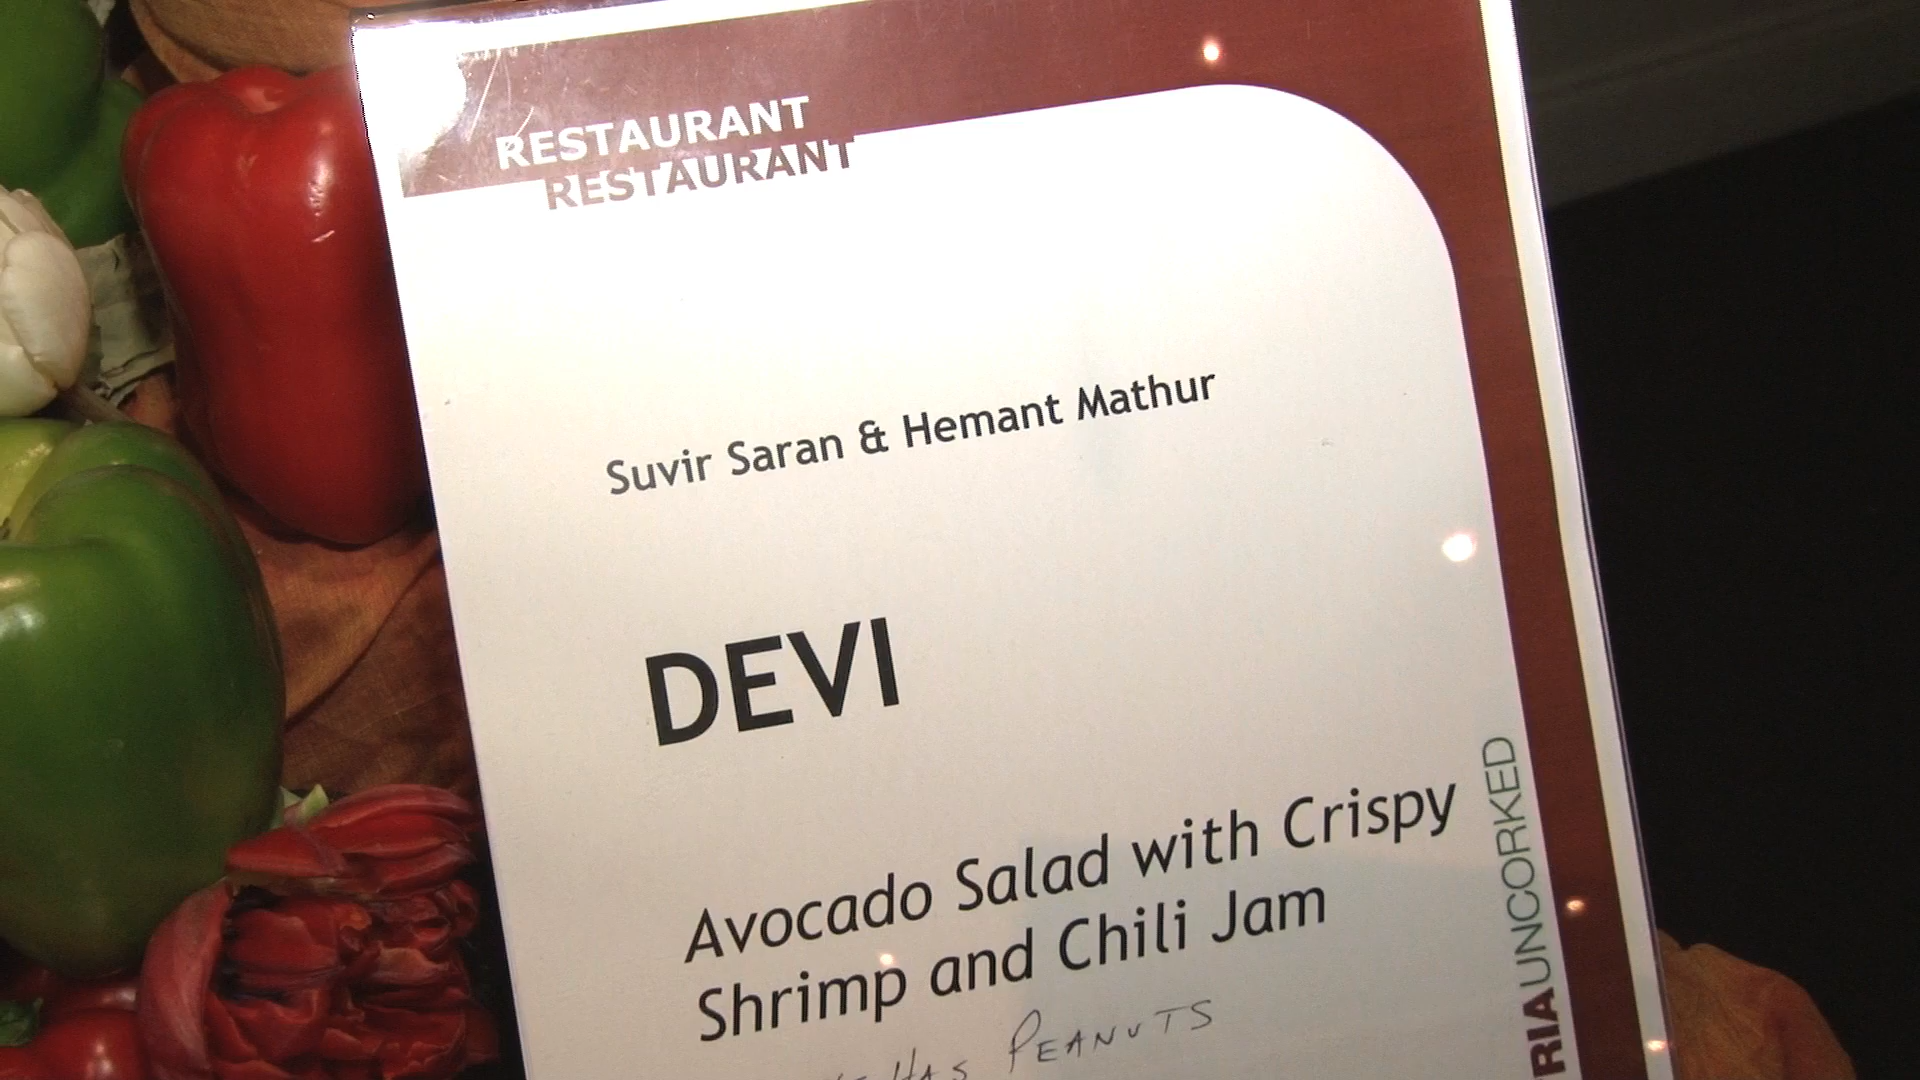 RESTAURANT
RESTAURANT
Suvir Saran & Hemant Mathur
DEVI
Avocado Salad with Crispy
Shrimp and Chili Jam
HAS PEANUTS
RIAUNCORKED